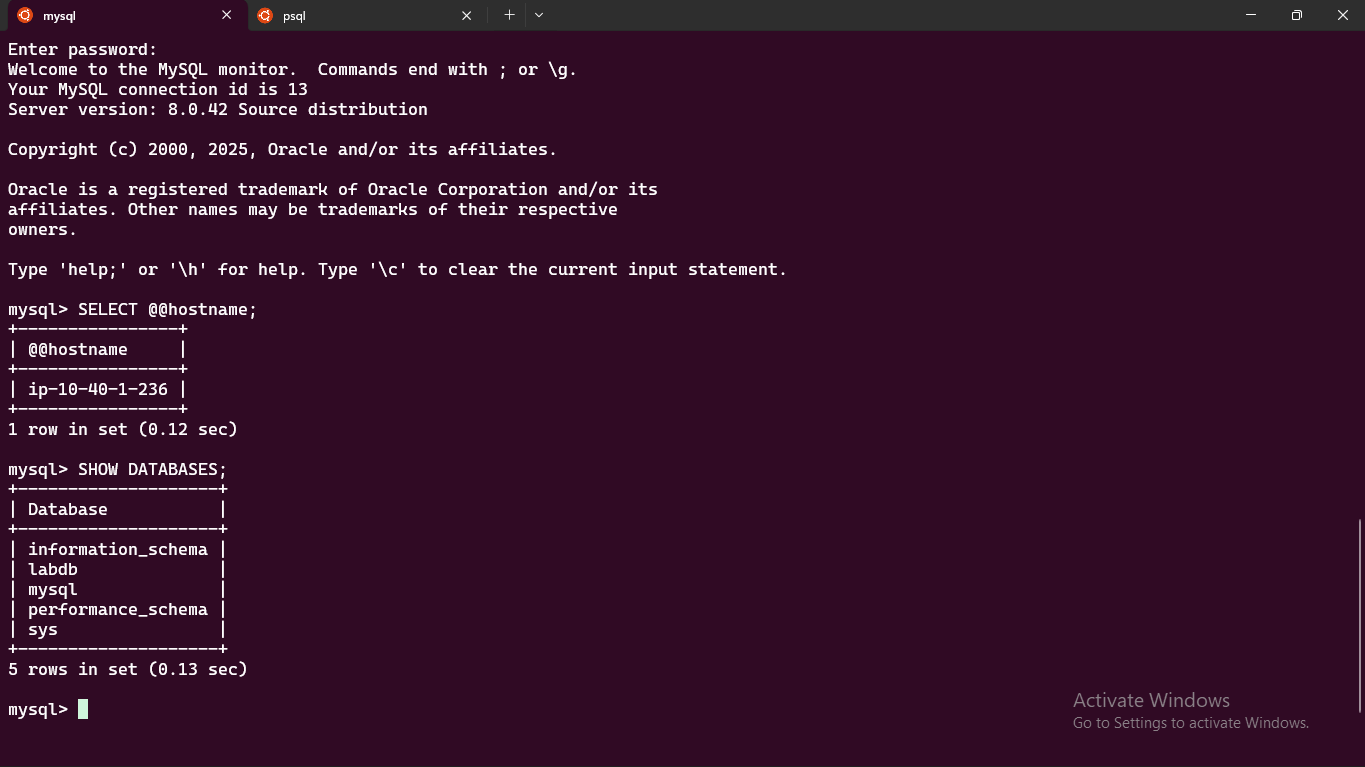 mysql
psql
Enter password:
Welcome to the MySQL monitor.  Commands end with ; or \g.
Your MySQL connection id is 13
Server version: 8.0.42 Source distribution
Copyright (c) 2000, 2025, Oracle and/or its affiliates.
Oracle is a registered trademark of Oracle Corporation and/or its
affiliates. Other names may be trademarks of their respective
owners.
Type 'help;' or '\h' for help. Type '\c' to clear the current input statement.
mysql> SELECT @@hostname;
+----------------+
| @@hostname     |
+----------------+
| ip-10-40-1-236 |
+----------------+
1 row in set (0.12 sec)
mysql> SHOW DATABASES;
+--------------------+
| Database           |
+--------------------+
| information_schema |
| labdb              |
| mysql              |
| performance_schema |
| sys                |
+--------------------+
5 rows in set (0.13 sec)
mysql>
Activate Windows
Go to Settings to activate Windows.